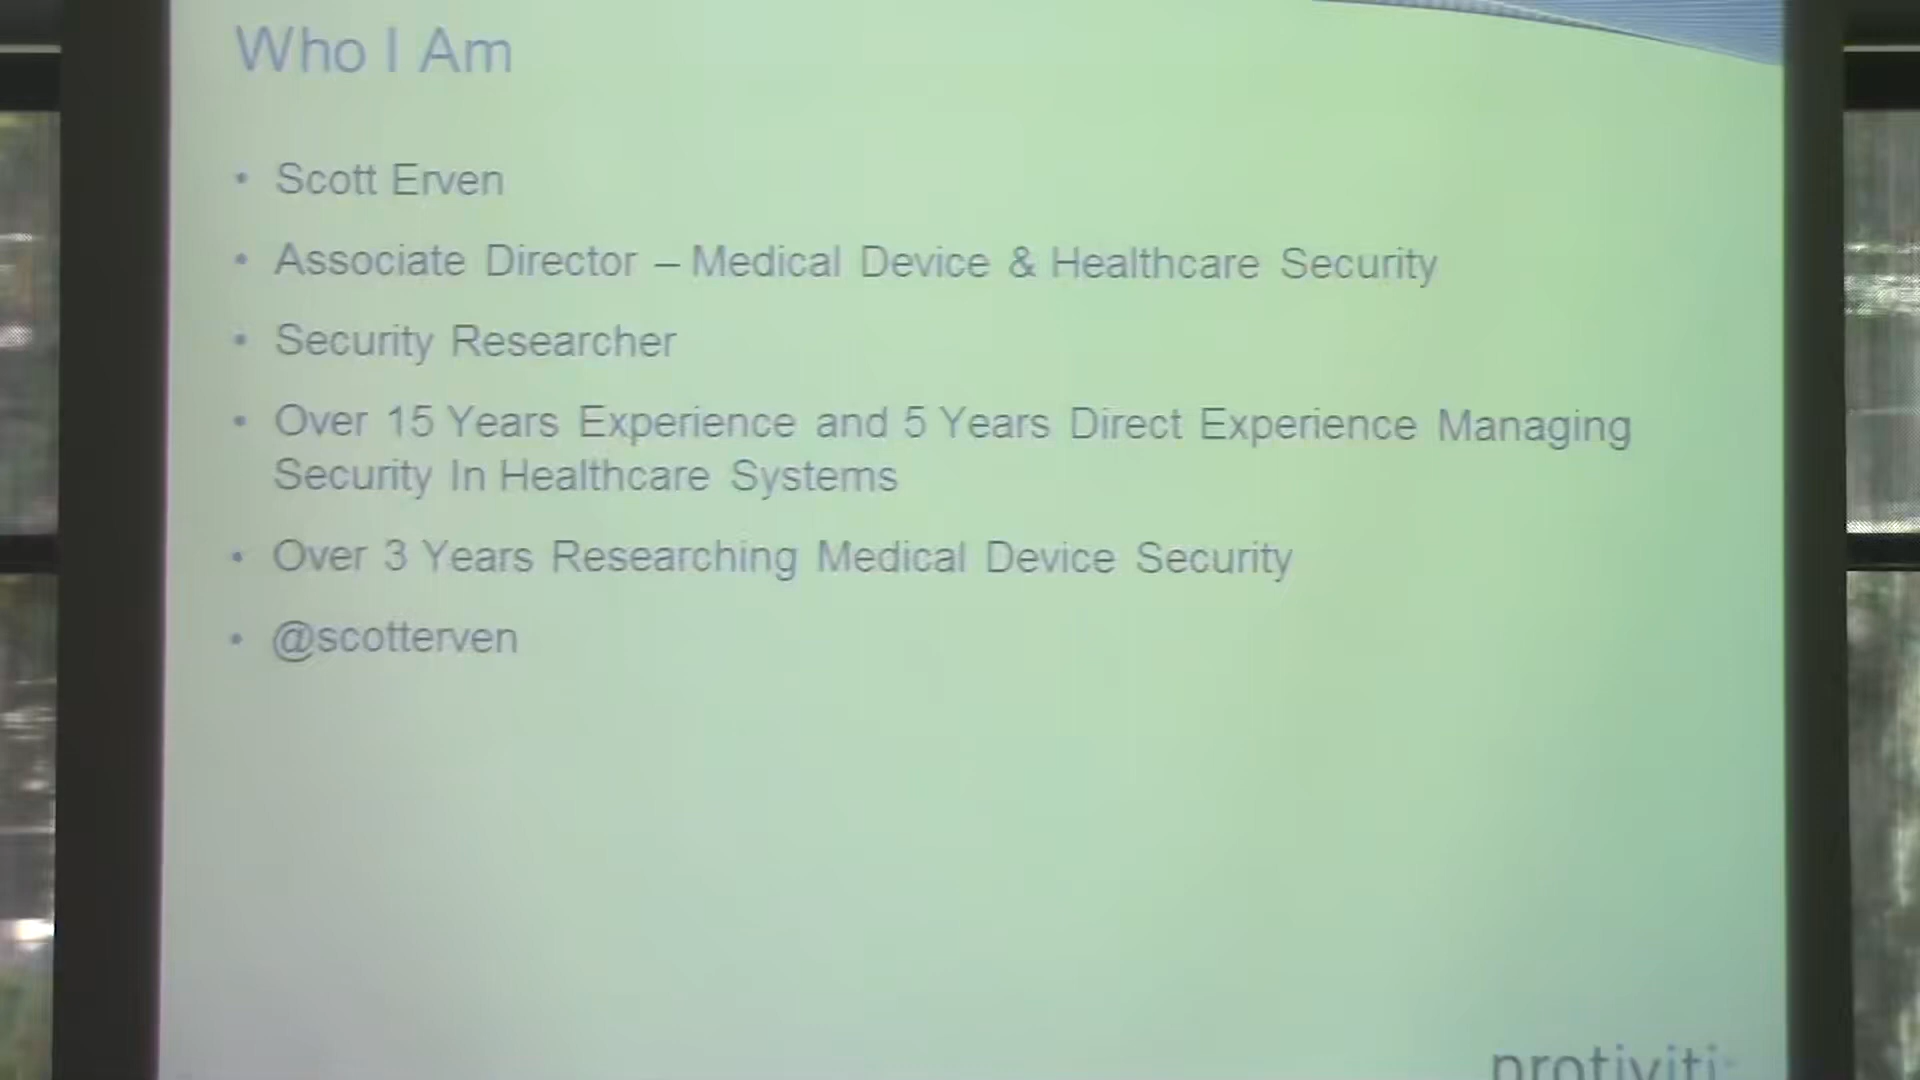 Who I Am
• Scott Erven
• Associate Director – Medical Device & Healthcare Security
• Security Researcher
• Over 15 Years Experience and 5 Years Direct Experience Managing
Security In Healthcare Systems
• Over 3 Years Researching Medical Device Security
• @scotterven
protiviti